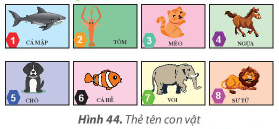 1 CÁ MẬP
2 TÔM
3 MÈO
4 NGỰA
5 CHÓ
6 CÁ HỀ
7 VOI
8 SƯ TỬ
Hình 44. Thẻ tên con vật